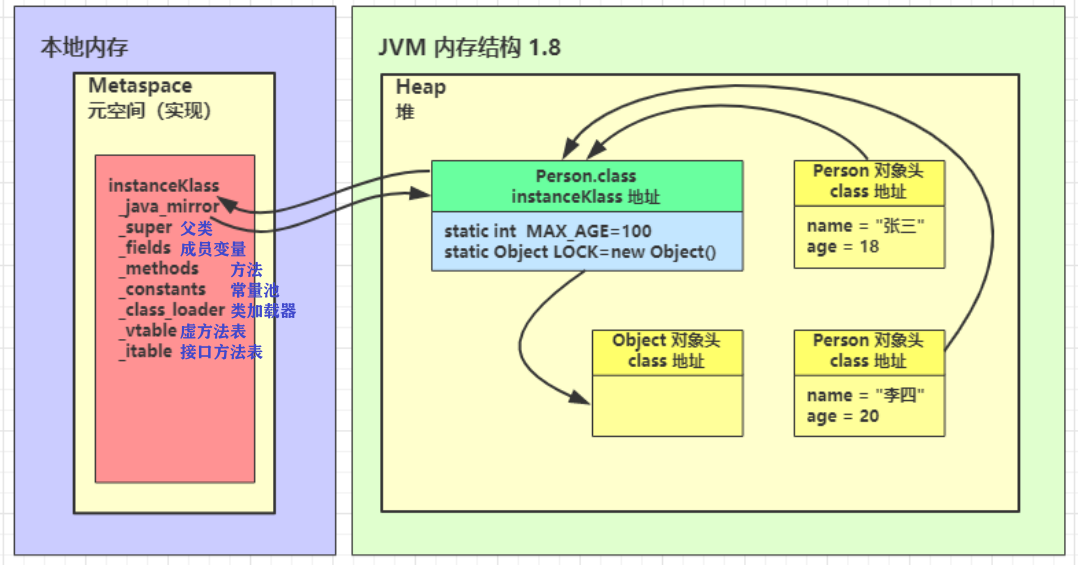 本地内存
Metaspace
元空间（实现）
instanceKlass
_java_mirror
_super 父类
_fields 成员变量
_methods 方法
_constants 常量池
_class_loader 类加载器
_vtable 虚方法表
_itable 接口方法表
JVM 内存结构 1.8
Heap
堆
Person.class
instanceKlass 地址
static int MAX_AGE=100
static Object LOCK=new Object()
Person 对象头
class 地址
name = "张三"
age = 18
Object 对象头
class 地址
Person 对象头
class 地址
name = "李四"
age = 20